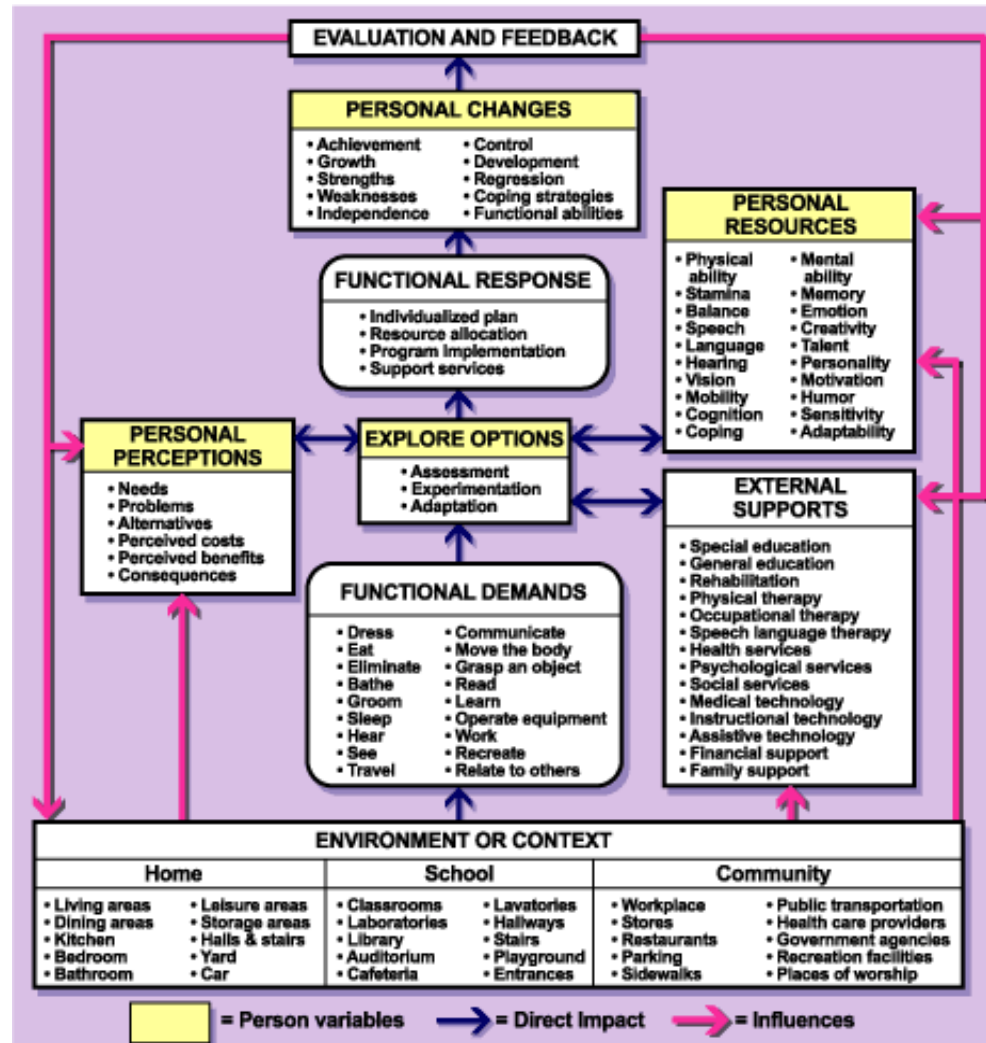 EVALUATION AND FEEDBACK
PERSONAL CHANGES
• Achievement
• Growth
• Strengths
• Weaknesses
• Independence
• Control
• Development
• Regression
• Coping strategies
• Functional abilities
PERSONAL
RESOURCES
• Physical
ability
• Stamina
• Balance
• Speech
• Language
• Hearing
• Vision
• Mobility
• Cognition
• Coping
• Mental
ability
• Memory
• Emotion
• Creativity
• Talent
• Personality
• Motivation
• Humor
• Sensitivity
• Adaptability
FUNCTIONAL RESPONSE
• Individualized plan
• Resource allocation
• Program implementation
• Support services
PERSONAL
PERCEPTIONS
• Needs
• Problems
• Alternatives
• Perceived costs
• Perceived benefits
• Consequences
EXPLORE OPTIONS
• Assessment
• Experimentation
• Adaptation
EXTERNAL
SUPPORTS
• Special education
• General education
• Rehabilitation
• Physical therapy
• Occupational therapy
• Speech language therapy
• Health services
• Psychological services
• Social services
• Medical technology
• Instructional technology
• Assistive technology
• Financial support
• Family support
FUNCTIONAL DEMANDS
• Dress
• Eat
• Eliminate
• Bathe
• Groom
• Sleep
• Hear
• See
• Travel
• Communicate
• Move the body
• Grasp an object
• Read
• Learn
• Operate equipment
• Work
• Recreate
• Relate to others
ENVIRONMENT OR CONTEXT
Home
• Living areas
• Dining areas
• Kitchen
• Bedroom
• Bathroom
• Leisure areas
• Storage areas
• Halls & stairs
• Yard
• Car
School
• Classrooms
• Laboratories
• Library
• Auditorium
• Cafeteria
• Lavatories
• Hallways
• Stairs
• Playground
• Entrances
Community
• Workplace
• Stores
• Restaurants
• Parking
• Sidewalks
• Public transportation
• Health care providers
• Government agencies
• Recreation facilities
• Places of worship
= Person variables
= Direct Impact
= Influences